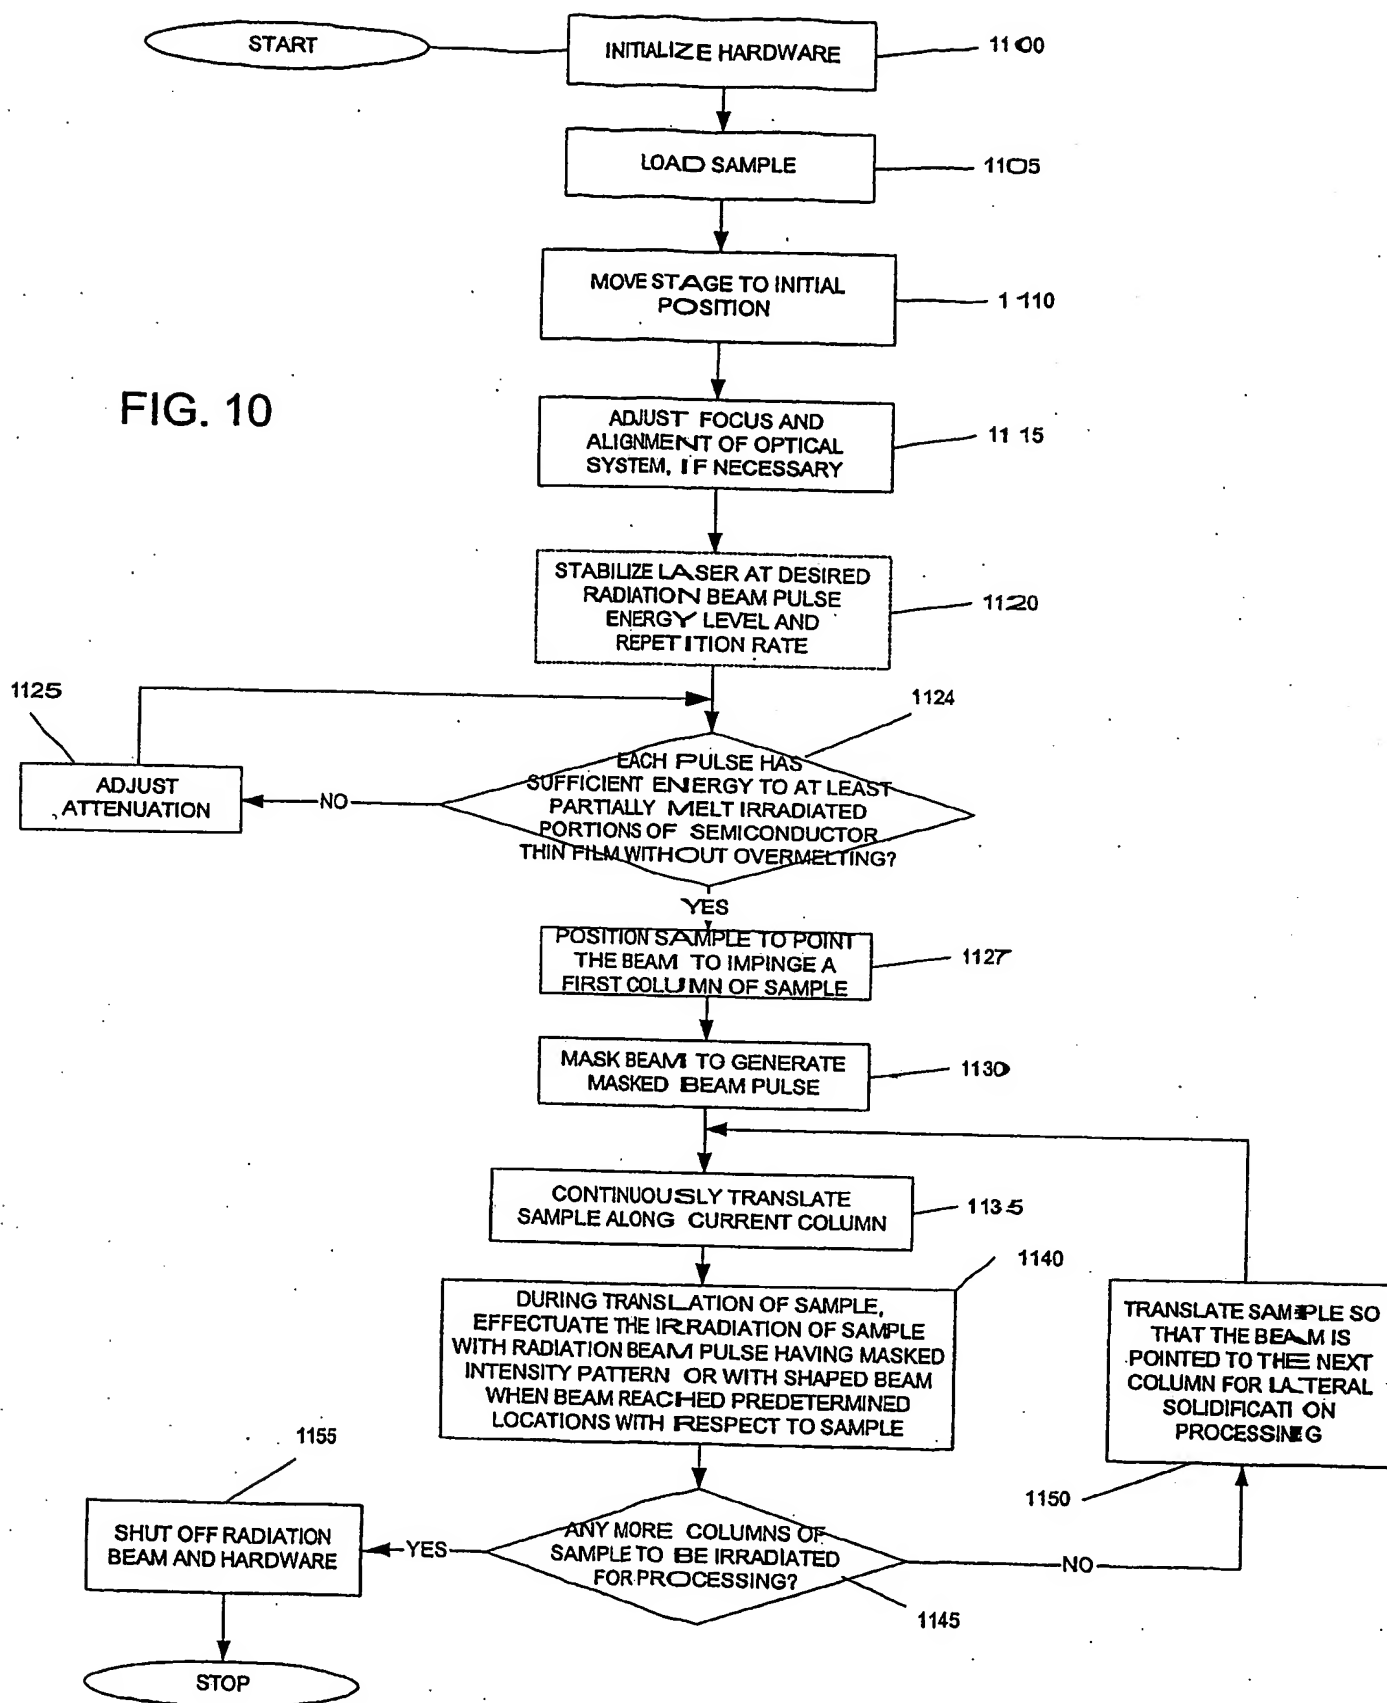 START
INITIALIZE HARDWARE
1100
LOAD SAMPLE
1105
MOVE STAGE TO INITIAL
POSITION
1110
FIG. 10
ADJUST FOCUS AND
ALIGNMENT OF OPTICAL
SYSTEM, IF NECESSARY
1115
STABILIZE LASER AT DESIRED
RADIATION BEAM PULSE
ENERGY LEVEL AND
REPETITION RATE
1120
1125
ADJUST
ATTENUATION
NO
1124
EACH PULSE HAS
SUFFICIENT ENERGY TO AT LEAST
PARTIALLY MELT IRRADIATED
PORTIONS OF SEMICONDUCTOR
THIN FILM WITHOUT OVERMELTING?
YES
POSITION SAMPLE TO POINT
THE BEAM TO IMPINGE A
FIRST COLUMN OF SAMPLE
1127
MASK BEAM TO GENERATE
MASKED BEAM PULSE
1130
CONTINUOUSLY TRANSLATE
SAMPLE ALONG CURRENT COLUMN
1135
1140
DURING TRANSLATION OF SAMPLE,
EFFECTUATE THE IRRADIATION OF SAMPLE
WITH RADIATION BEAM PULSE HAVING MASKED
INTENSITY PATTERN OR WITH SHAPED BEAM
WHEN BEAM REACHED PREDETERMINED
LOCATIONS WITH RESPECT TO SAMPLE
TRANSLATE SAMPLE SO
THAT THE BEAM IS
POINTED TO THE NEXT
COLUMN FOR LATERAL
SOLIDIFICATION
PROCESSING
1150
1155
SHUT OFF RADIATION
BEAM AND HARDWARE
YES
ANY MORE COLUMNS OF
SAMPLE TO BE IRRADIATED
FOR PROCESSING?
NO
1145
STOP